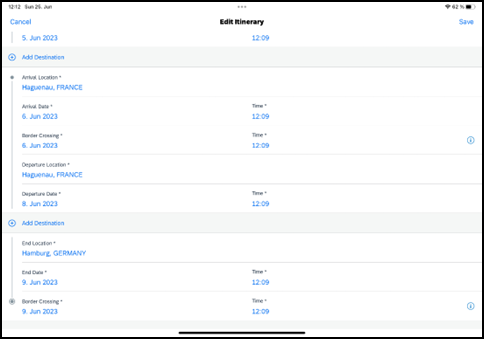 12:12 Sun 25. Jun
62 %
Cancel Edit Itinerary Save
5. Jun 2023 12:09
Add Destination
Arrival Location *
Haguenau, FRANCE
Arrival Date * Time *
6. Jun 2023 12:09
Border Crossing * Time *
6. Jun 2023 12:09
Departure Location *
Haguenau, FRANCE
Departure Date * Time *
8. Jun 2023 12:09
Add Destination
End Location *
Hamburg, GERMANY
End Date * Time *
9. Jun 2023 12:09
Border Crossing * Time *
9. Jun 2023 12:09